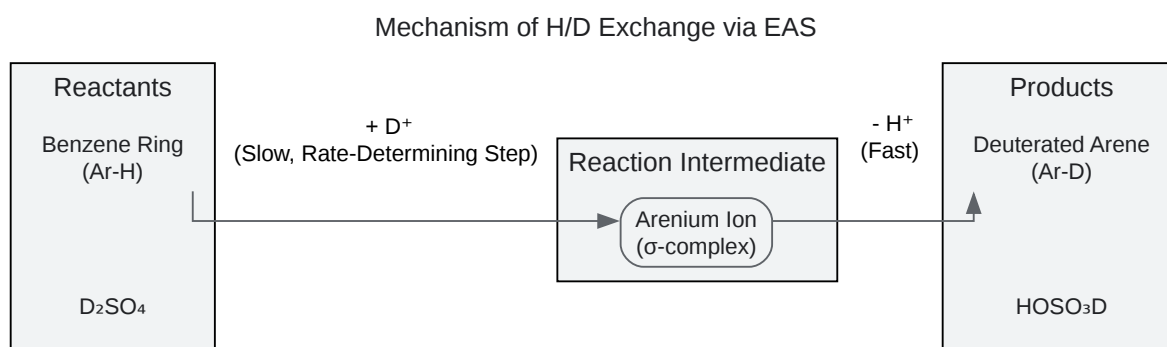 Mechanism of H/D Exchange via EAS
Reactants
Benzene Ring
(Ar-H)
D₂SO₄
+ D⁺
(Slow, Rate-Determining Step)
Reaction Intermediate
Arenium Ion
(σ-complex)
- H⁺
(Fast)
Products
Deuterated Arene
(Ar-D)
HOSO₃D